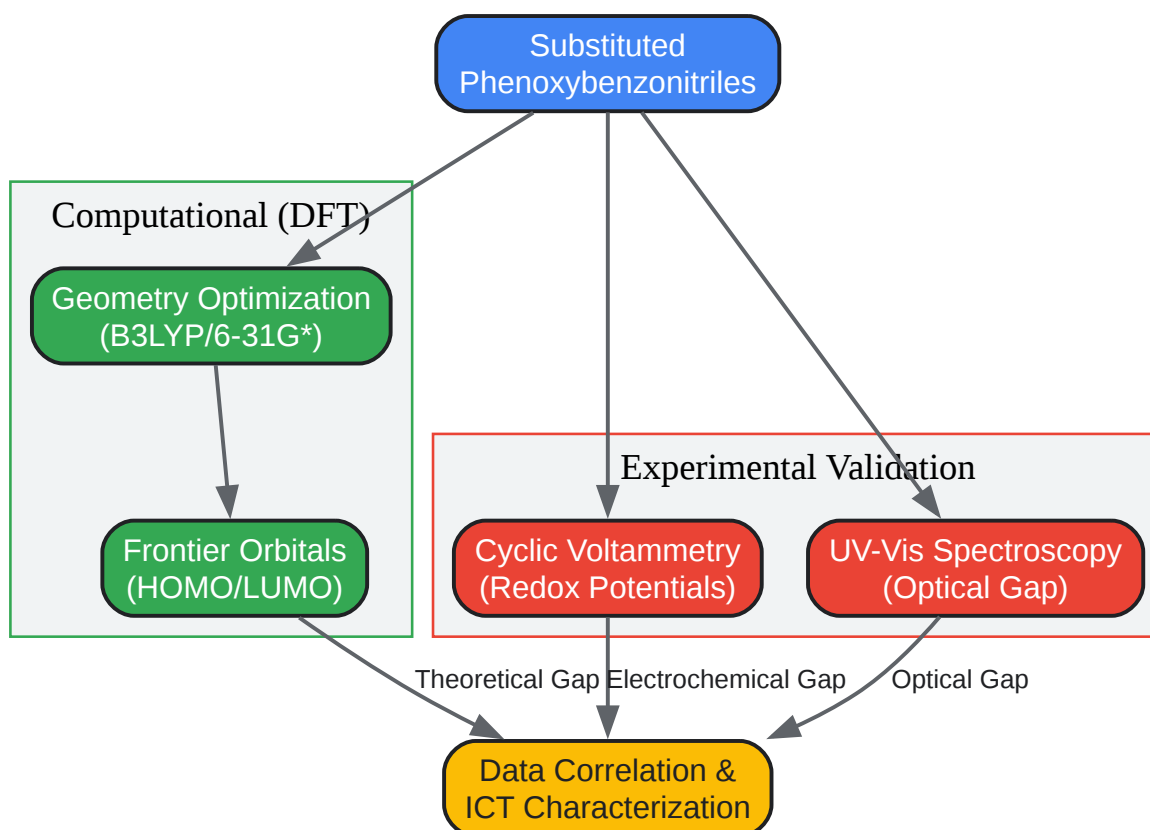 Substituted
Phenoxybenzonitriles
Computational (DFT)
Geometry Optimization
(B3LYP/6-31G*)
Frontier Orbitals
(HOMO/LUMO)
Experimental Validation
Cyclic Voltammetry
(Redox Potentials)
UV-Vis Spectroscopy
(Optical Gap)
Theoretical Gap
Electrochemical Gap
Optical Gap
Data Correlation &
ICT Characterization